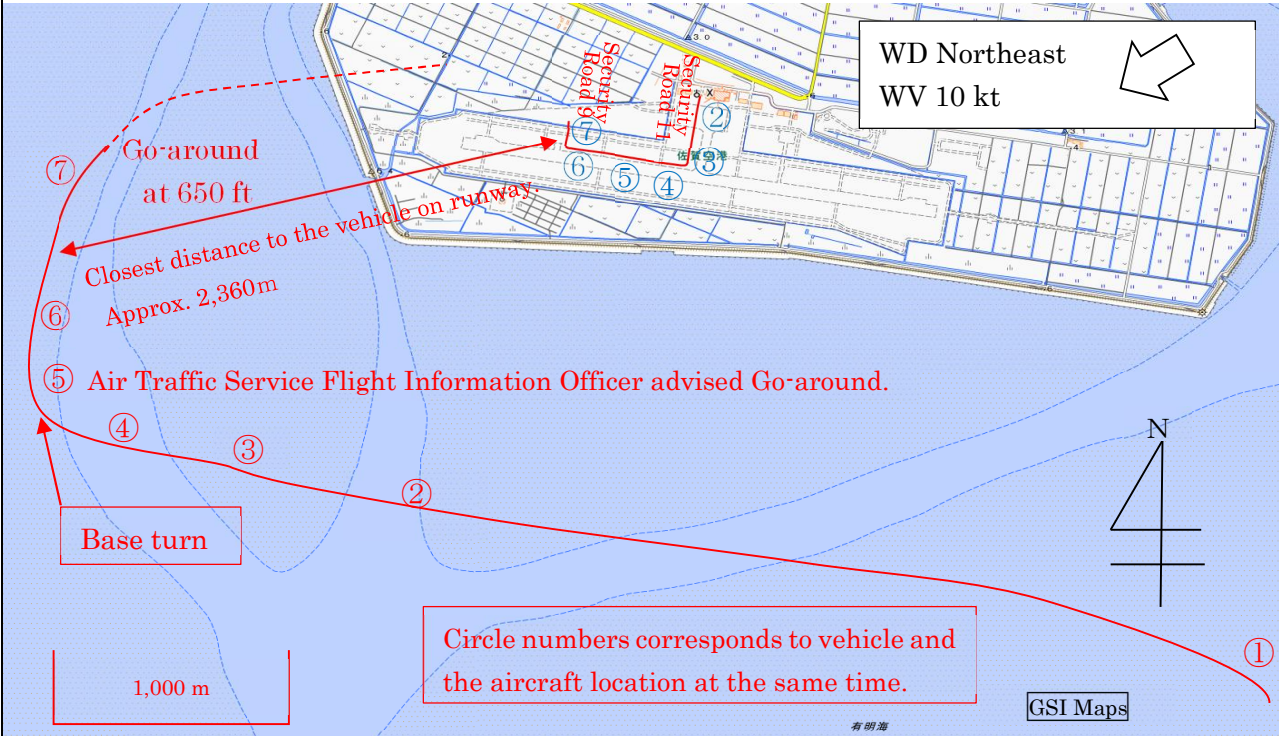 WD Northeast
WV 10 kt
Security
Road 9
Security
Road 11
3.0
X
②
③
④
⑤
⑥
⑦
佐賀空港
Go-around
at 650 ft
Closest distance to the vehicle on runway.
Approx. 2,360m
⑦
⑥
⑤ Air Traffic Service Flight Information Officer advised Go-around.
④
③
②
①
Base turn
N
Circle numbers corresponds to vehicle and
the aircraft location at the same time.
1,000 m
GSI Maps
有明海